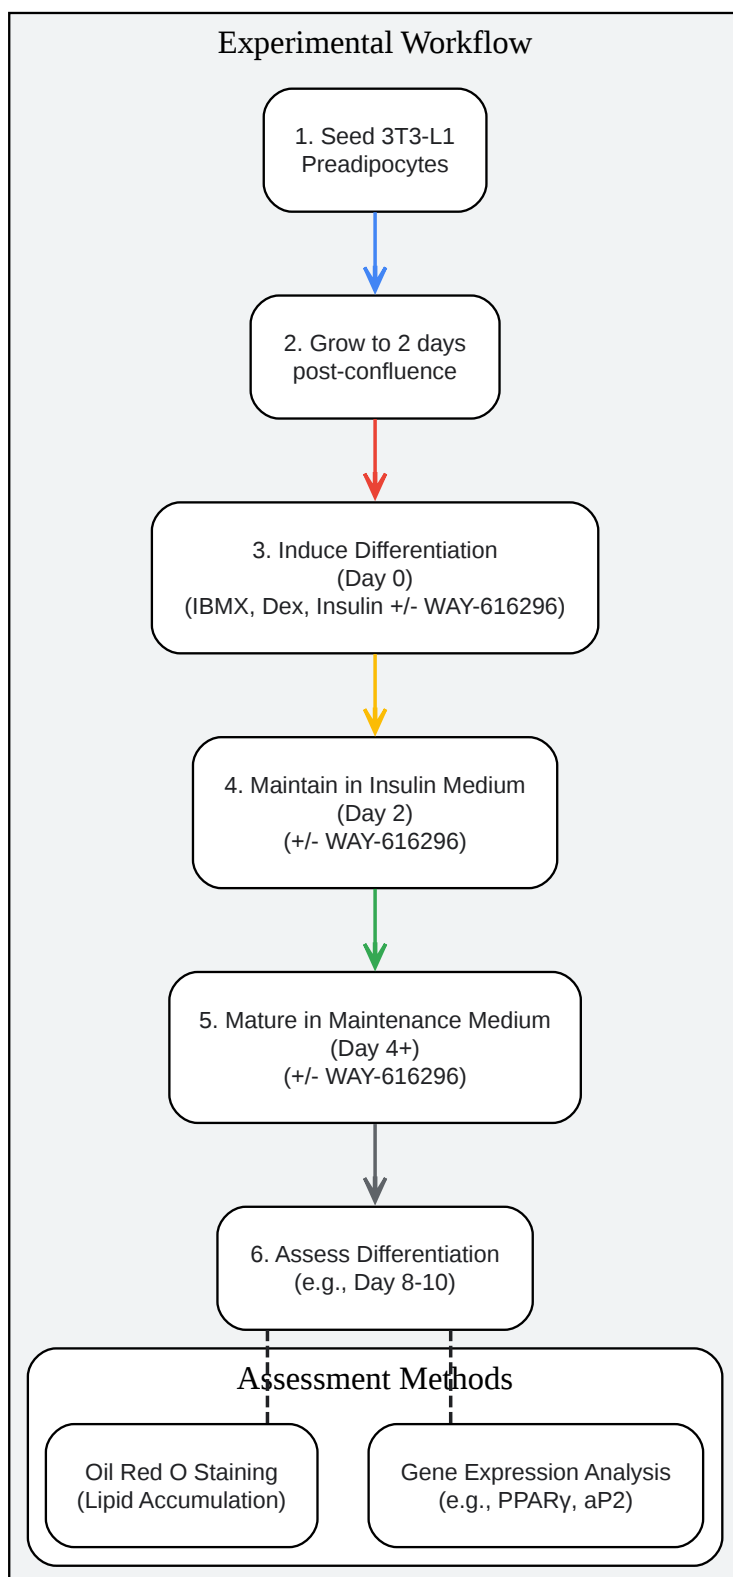 Experimental Workflow
1. Seed 3T3-L1
Preadipocytes
2. Grow to 2 days
post-confluence
3. Induce Differentiation
(Day 0)
(IBMX, Dex, Insulin +/- WAY-616296)
4. Maintain in Insulin Medium
(Day 2)
(+/- WAY-616296)
5. Mature in Maintenance Medium
(Day 4+)
(+/- WAY-616296)
6. Assess Differentiation
(e.g., Day 8-10)
Assessment Methods
Oil Red O Staining
(Lipid Accumulation)
Gene Expression Analysis
(e.g., PPARγ, aP2)